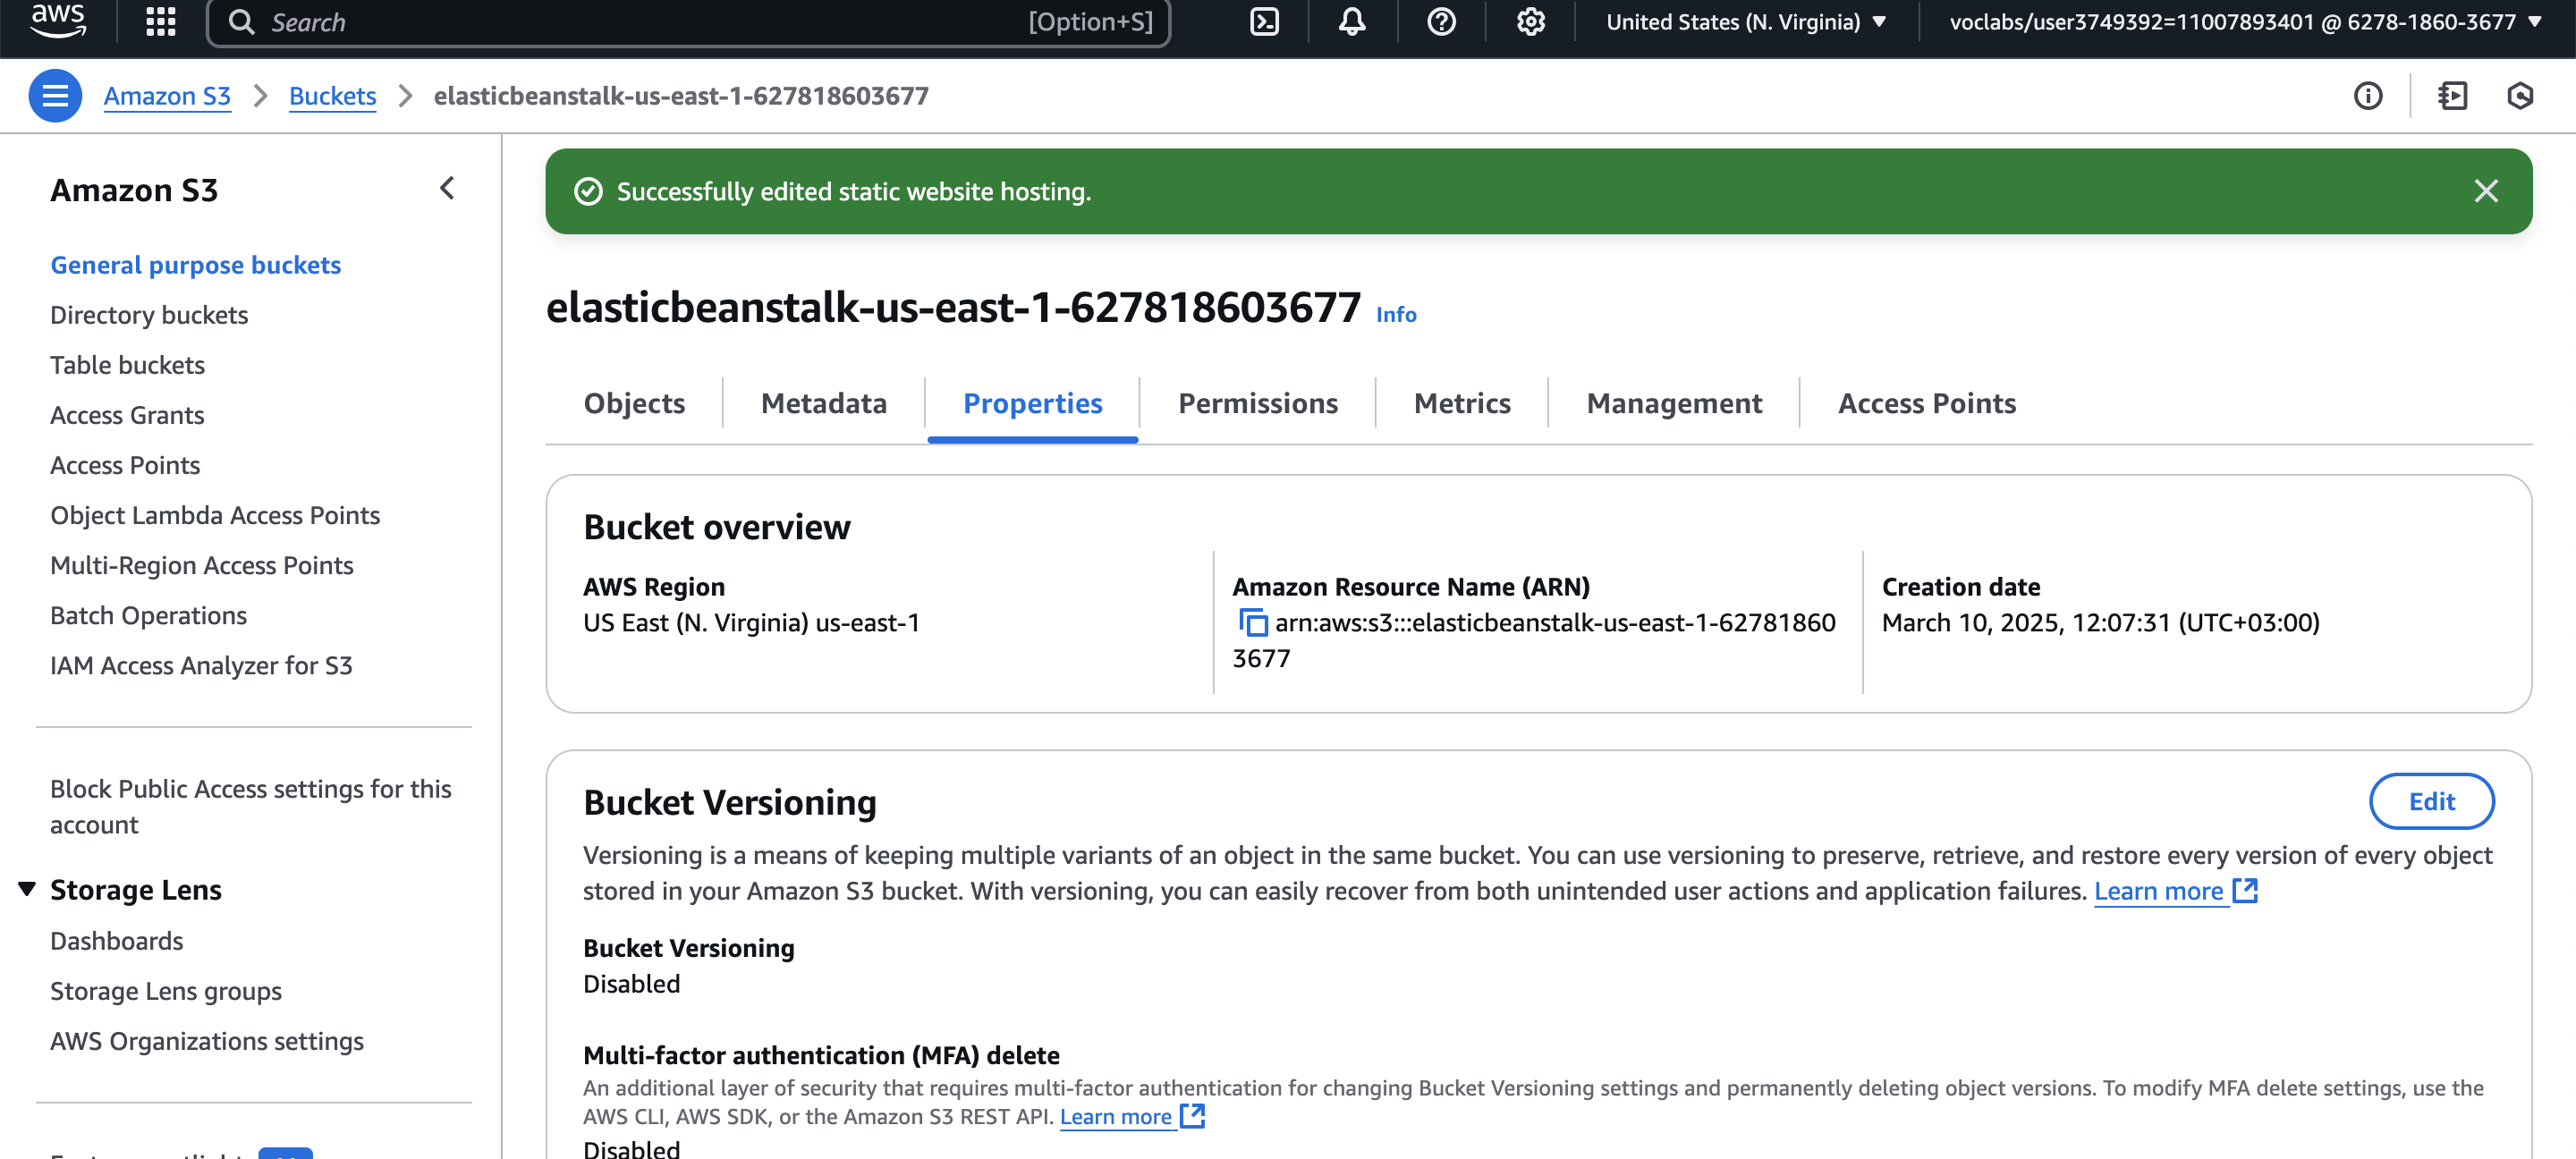 aws
Search
[Option+S]
United States (N. Virginia)
voclabs/user3749392=11007893401 @ 6278-1860-3677
Amazon S3
Buckets
elasticbeanstalk-us-east-1-627818603677
Amazon S3
General purpose buckets
Directory buckets
Table buckets
Access Grants
Access Points
Object Lambda Access Points
Multi-Region Access Points
Batch Operations
IAM Access Analyzer for S3
Block Public Access settings for this
account
Storage Lens
Dashboards
Storage Lens groups
AWS Organizations settings
Successfully edited static website hosting.
elasticbeanstalk-us-east-1-627818603677 Info
Objects
Metadata
Properties
Permissions
Metrics
Management
Access Points
Bucket overview
AWS Region
US East (N. Virginia) us-east-1
Amazon Resource Name (ARN)
arn:aws:s3:::elasticbeanstalk-us-east-1-62781860
3677
Creation date
March 10, 2025, 12:07:31 (UTC+03:00)
Bucket Versioning
Edit
Versioning is a means of keeping multiple variants of an object in the same bucket. You can use versioning to preserve, retrieve, and restore every version of every object
stored in your Amazon S3 bucket. With versioning, you can easily recover from both unintended user actions and application failures. Learn more
Bucket Versioning
Disabled
Multi-factor authentication (MFA) delete
An additional layer of security that requires multi-factor authentication for changing Bucket Versioning settings and permanently deleting object versions. To modify MFA delete settings, use the
AWS CLI, AWS SDK, or the Amazon S3 REST API. Learn more
Disabled